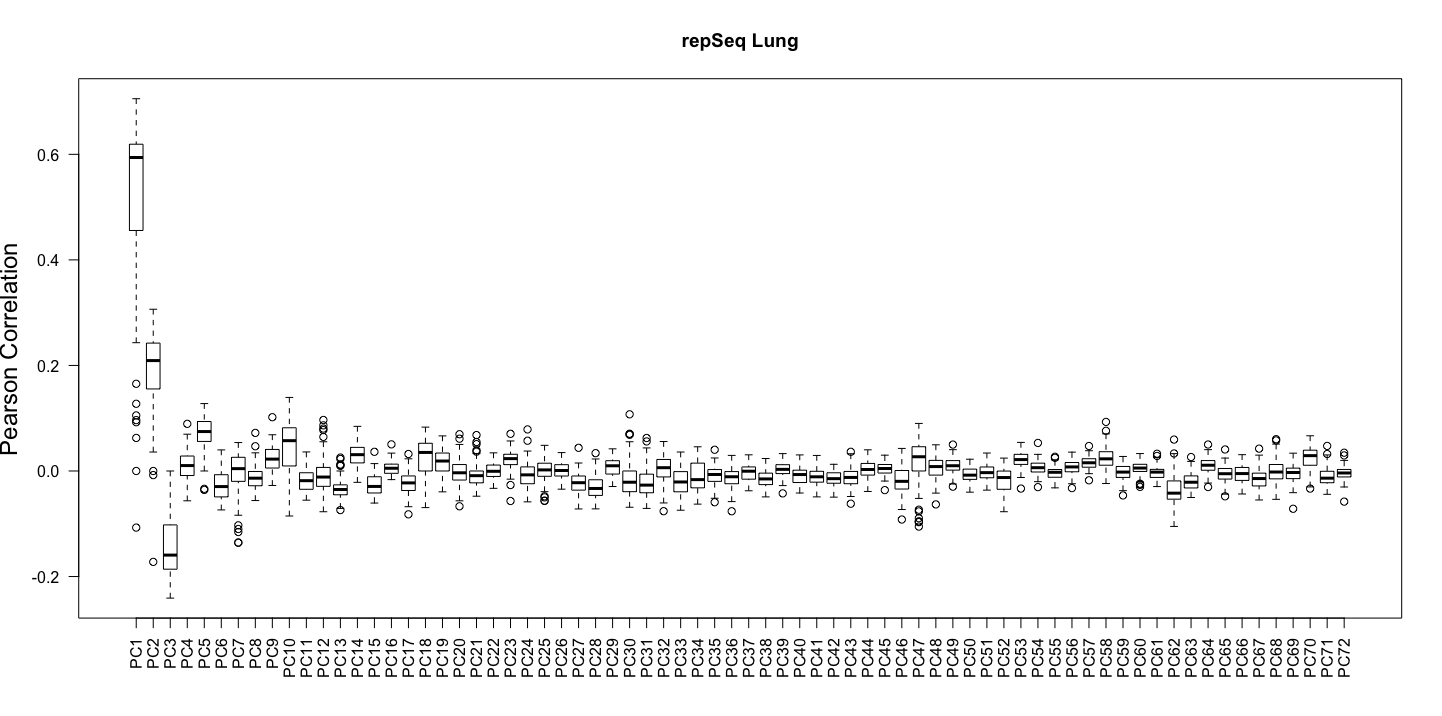 repSeq Lung
Pearson Correlation
0.6
0.4
0.2
0.0
-0.2
PC1
PC2
PC3
PC4
PC5
PC6
PC7
PC8
PC9
PC10
PC11
PC12
PC13
PC14
PC15
PC16
PC17
PC18
PC19
PC20
PC21
PC22
PC23
PC24
PC25
PC26
PC27
PC28
PC29
PC30
PC31
PC32
PC33
PC34
PC35
PC36
PC37
PC38
PC39
PC40
PC41
PC42
PC43
PC44
PC45
PC46
PC47
PC48
PC49
PC50
PC51
PC52
PC53
PC54
PC55
PC56
PC57
PC58
PC59
PC60
PC61
PC62
PC63
PC64
PC65
PC66
PC67
PC68
PC69
PC70
PC71
PC72